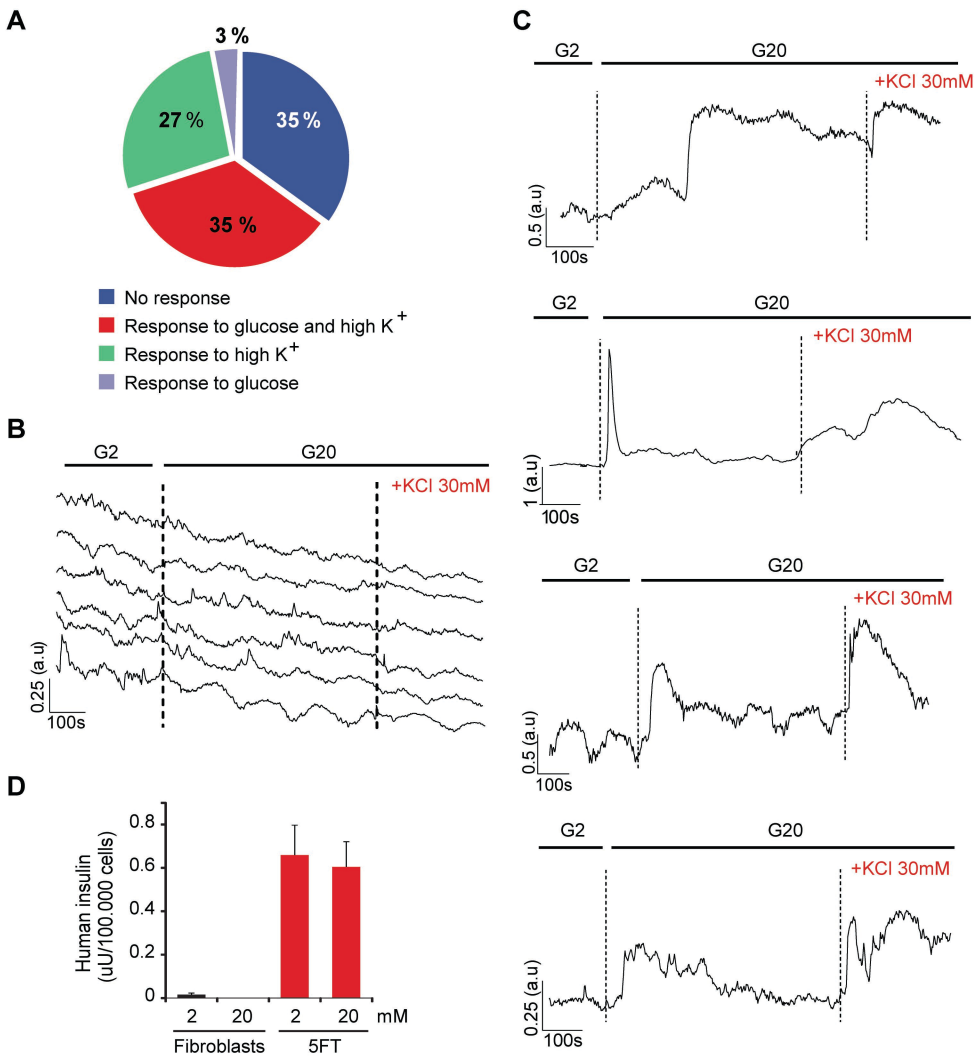 A
3 %
35 %
27 %
35 %
No response
Response to glucose and high K+
Response to high K+
Response to glucose
B
G2 G20
+KCl 30mM
0.25 (a.u)
100s
C
G2 G20
+KCl 30mM
0.5 (a.u)
100s
G2 G20
+KCl 30mM
1 (a.u)
100s
G2 G20
+KCl 30mM
0.5 (a.u)
100s
G2 G20
+KCl 30mM
0.25 (a.u)
100s
D
Human insulin
(uU/100.000 cells)
0.8
0.6
0.4
0.2
0
2 20 2 20 mM
Fibroblasts 5FT